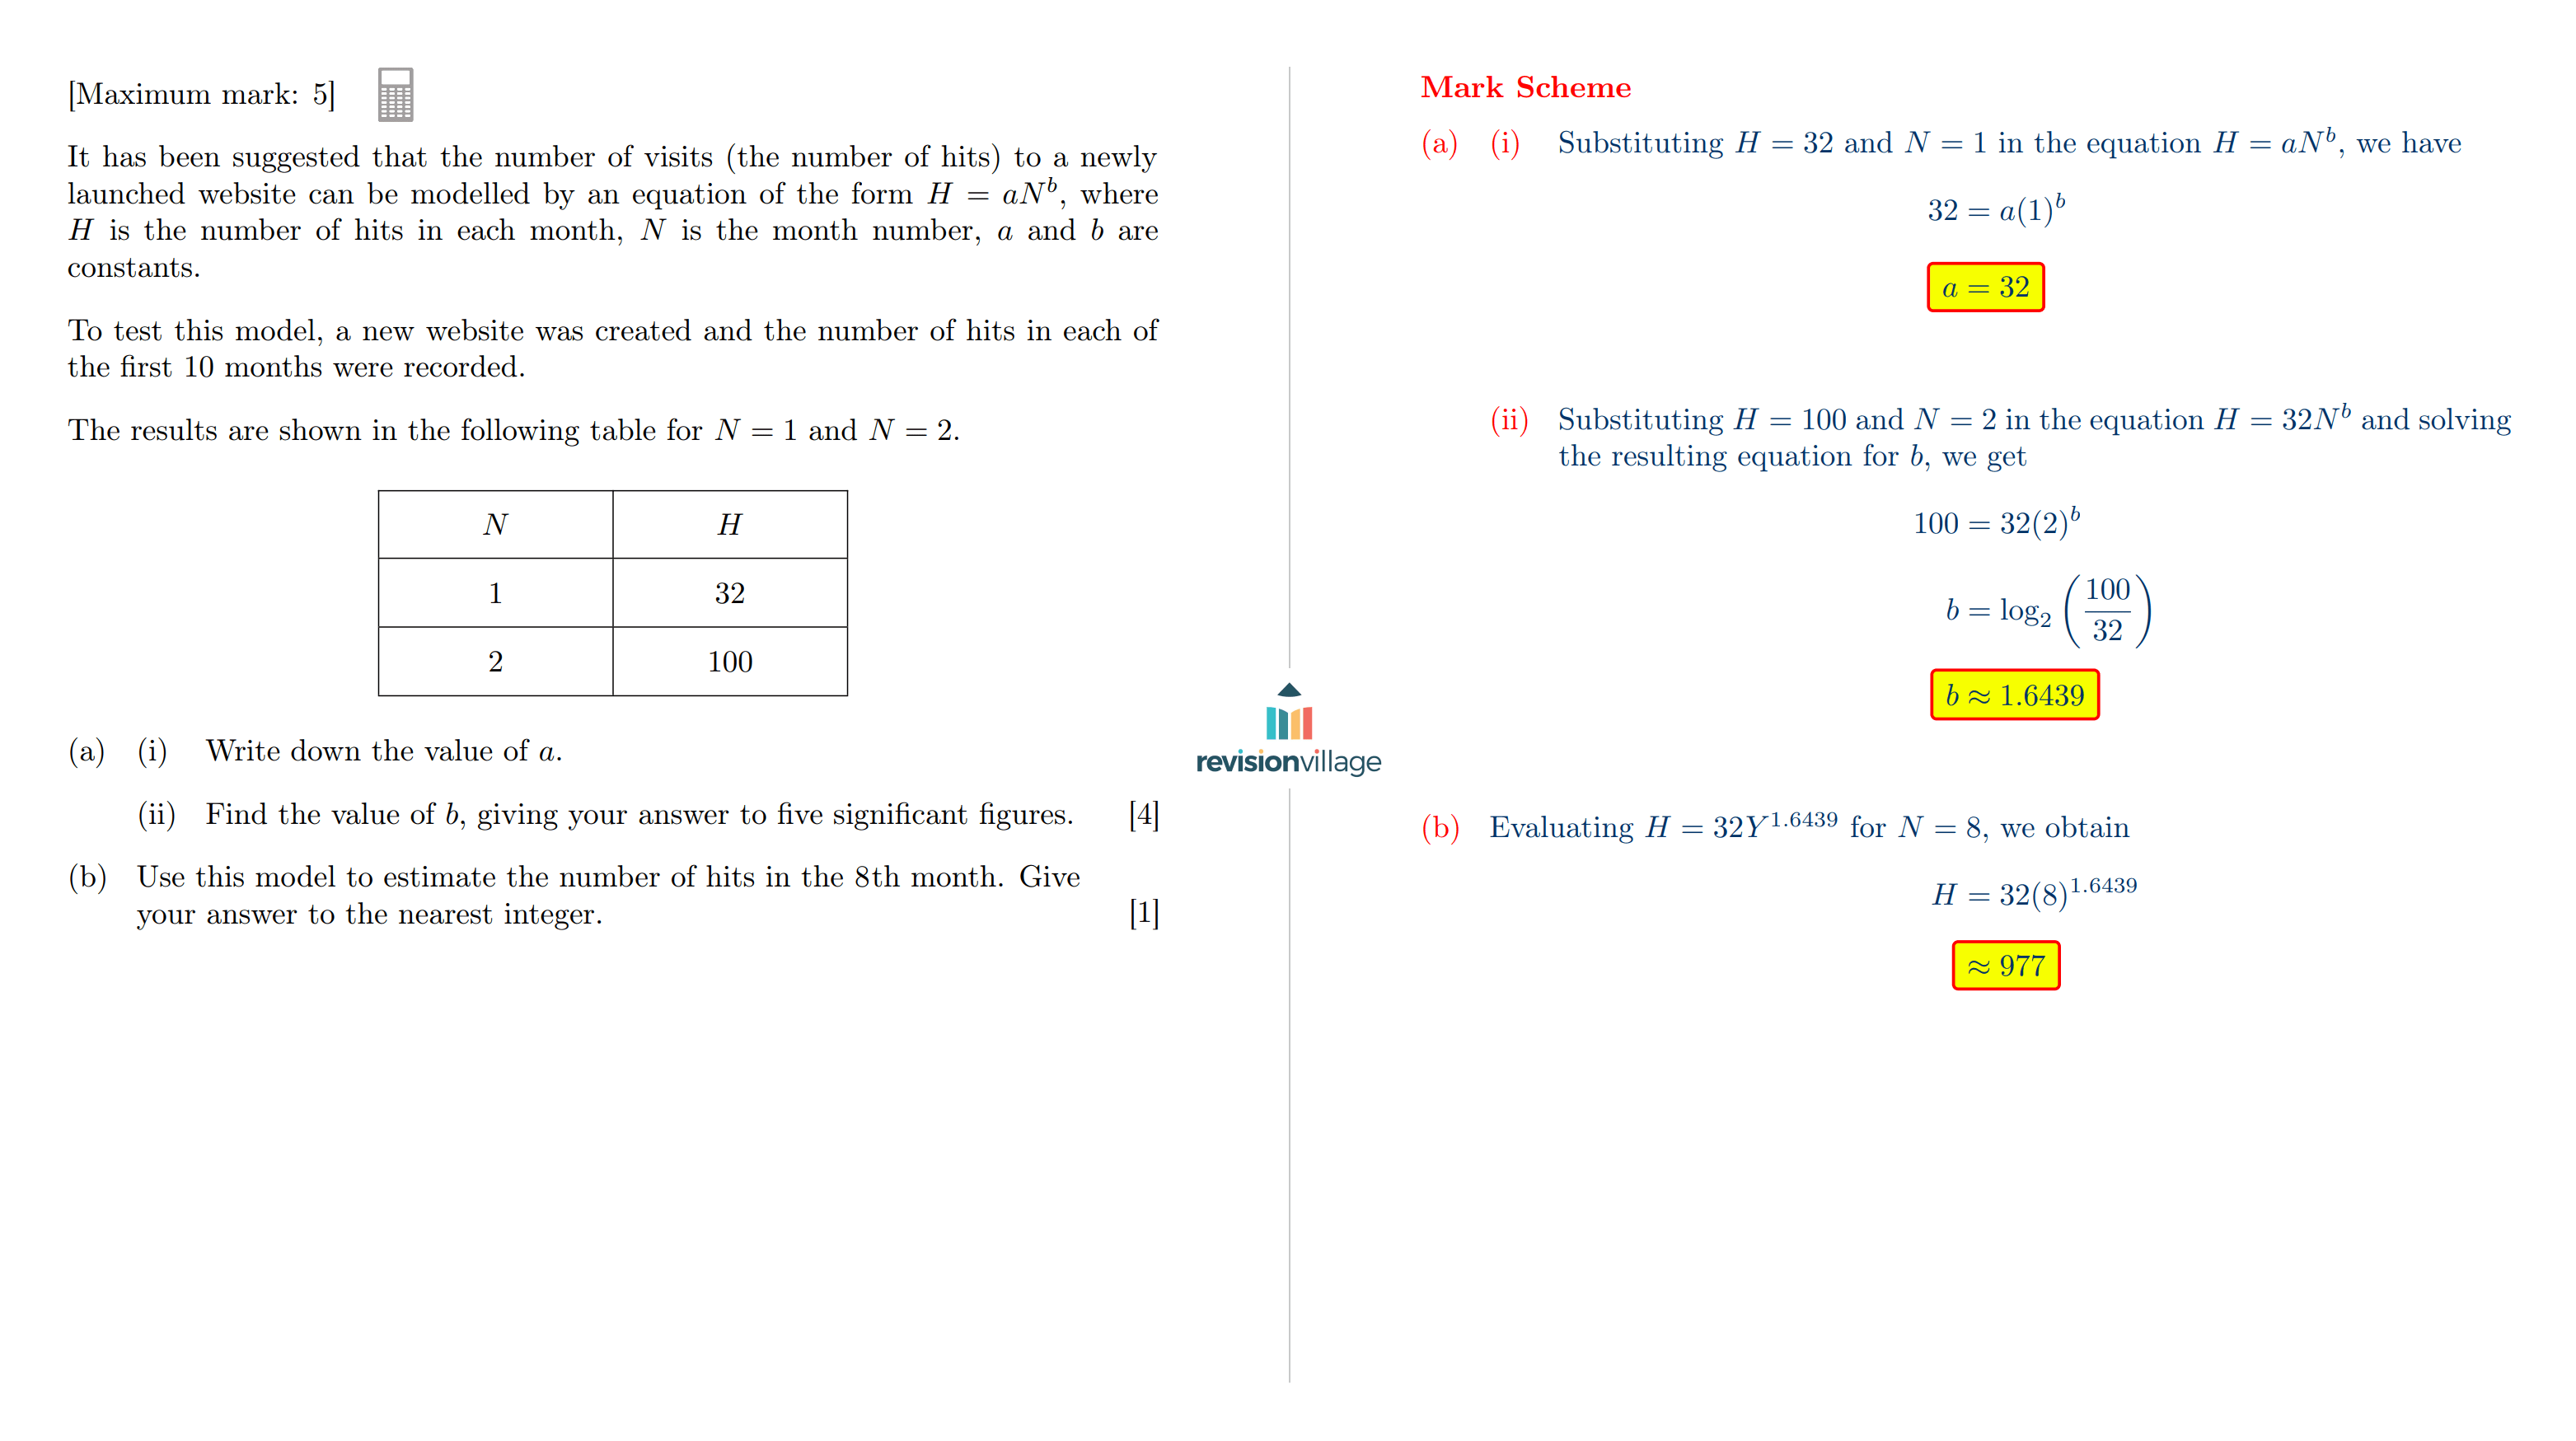 [Maximum mark: 5]
It has been suggested that the number of visits (the number of hits) to a newly
launched website can be modelled by an equation of the form H = aN^b, where
H is the number of hits in each month, N is the month number, a and b are
constants.
To test this model, a new website was created and the number of hits in each of
the first 10 months were recorded.
The results are shown in the following table for N = 1 and N = 2.
N H
1 32
2 100
(a) (i) Write down the value of a.
(ii) Find the value of b, giving your answer to five significant figures. [4]
(b) Use this model to estimate the number of hits in the 8th month. Give
your answer to the nearest integer. [1]
revisionvillage
Mark Scheme
(a) (i) Substituting H = 32 and N = 1 in the equation H = aN^b, we have
32 = a(1)^b
a = 32
(ii) Substituting H = 100 and N = 2 in the equation H = 32N^b and solving
the resulting equation for b, we get
100 = 32(2)^b
b = log₂(100/32)
b ≈ 1.6439
(b) Evaluating H = 32Y^1.6439 for N = 8, we obtain
H = 32(8)^1.6439
≈ 977